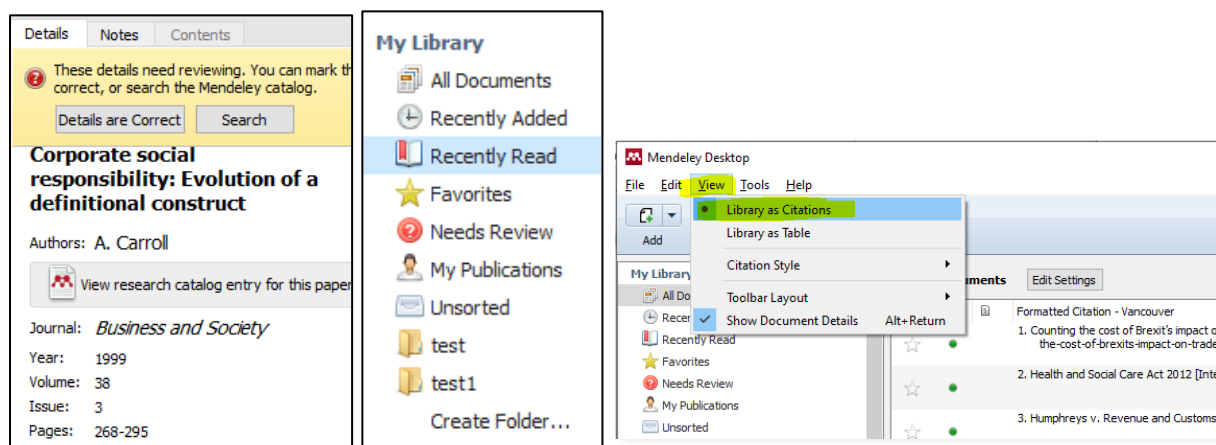 Details Notes Contents
These details need reviewing. You can mark th
correct, or search the Mendeley catalog.
Details are Correct Search
Corporate social
responsibility: Evolution of a
definitional construct
Authors: A. Carroll
View research catalog entry for this paper
Journal: Business and Society
Year: 1999
Volume: 38
Issue: 3
Pages: 268-295
My Library
All Documents
Recently Added
Recently Read
Favorites
Needs Review
My Publications
Unsorted
test
test1
Create Folder...
Mendeley Desktop
File Edit View Tools Help
Library as Citations
Library as Table
Citation Style
Toolbar Layout
Show Document Details Alt+Return
Add
My Library
All Do
Recer
Recently Read
Favorites
Needs Review
My Publications
Unsorted
uments Edit Settings
Formatted Citation - Vancouver
1. Counting the cost of Brexit's impact o
the-cost-of-brexits-impact-on-trade
2. Health and Social Care Act 2012 [Inte
3. Humphreys v. Revenue and Customs